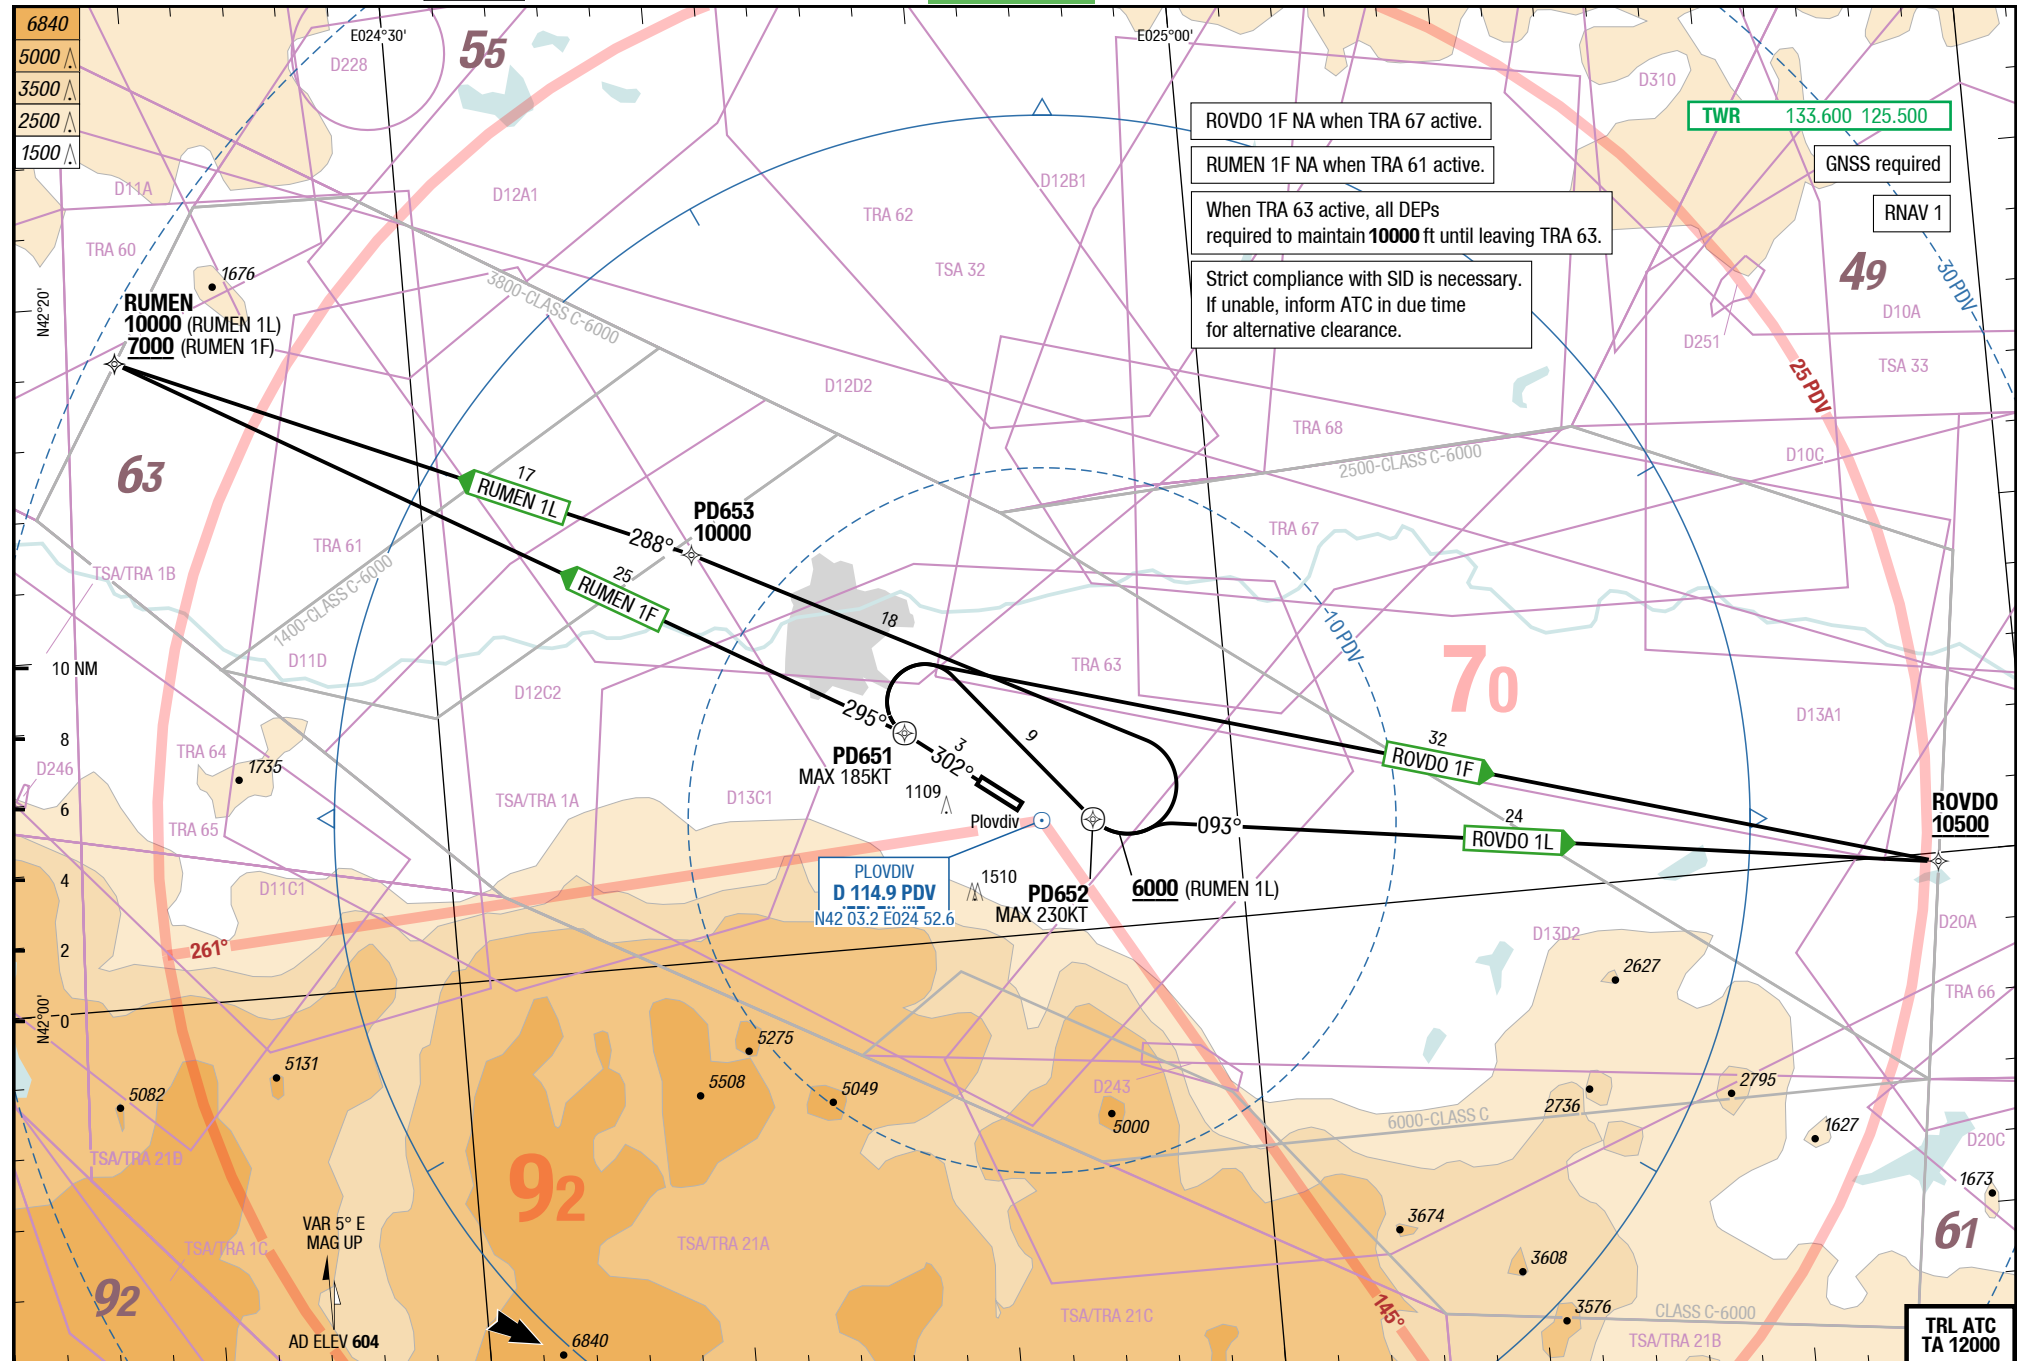 6840
5000
3500
2500
1500
E024°30'
E025°00'
55
D228
D310
TWR 133.600 125.500
GNSS required
RNAV 1
ROVDO 1F NA when TRA 67 active.
RUMEN 1F NA when TRA 61 active.
When TRA 63 active, all DEPs
required to maintain 10000 ft until leaving TRA 63.
Strict compliance with SID is necessary.
If unable, inform ATC in due time
for alternative clearance.
D11A
D12A1
D12B1
TRA 62
TRA 60
TSA 32
3800-CLASS C-6000
1676
N42°20'
RUMEN
10000 (RUMEN 1L)
7000 (RUMEN 1F)
49
30 PDV
D10A
D251
TSA 33
25 PDV
D12D2
TRA 68
2500-CLASS C-6000
D10C
63
17
RUMEN 1L
288°
PD653
10000
TRA 67
TRA 61
TSA/TRA 1B
1400-CLASS C-6000
25
RUMEN 1F
18
10 PDV
10 NM
D11D
D12C2
TRA 63
70
D13A1
295°
302°
3
9
PD651
MAX 185KT
32
ROVDO 1F
8
TRA 64
D246
1735
TSA/TRA 1A
D13C1
1109
Plovdiv
6
TRA 65
093°
24
ROVDO 1L
ROVDO
10500
PLOVDIV
D 114.9 PDV
N42 03.2 E024 52.6
1510
PD652
MAX 230KT
6000 (RUMEN 1L)
4
D11C1
261°
2
D13D2
D20A
2627
TRA 66
N42°00'
0
5275
5131
5508
5049
5082
D243
5000
2736
2795
6000-CLASS C
1627
D20C
TSA/TRA 21B
92
1673
VAR 5° E
MAG UP
TSA/TRA 1C
TSA/TRA 21A
3674
61
3608
92
145°
TSA/TRA 21C
3576
CLASS C-6000
TSA/TRA 21B
AD ELEV 604
6840
TRL ATC
TA 12000